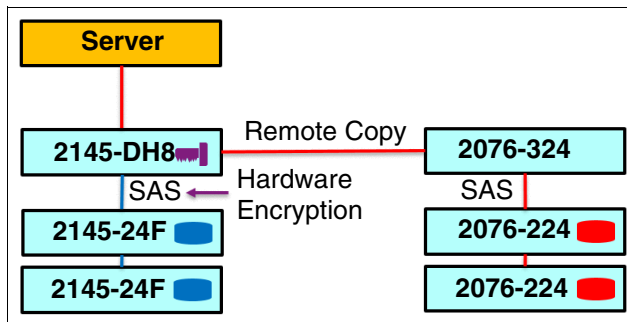 Server
Remote Copy
2145-DH8
2076-324
SAS
Hardware
Encryption
SAS
2145-24F
2076-224
2145-24F
2076-224